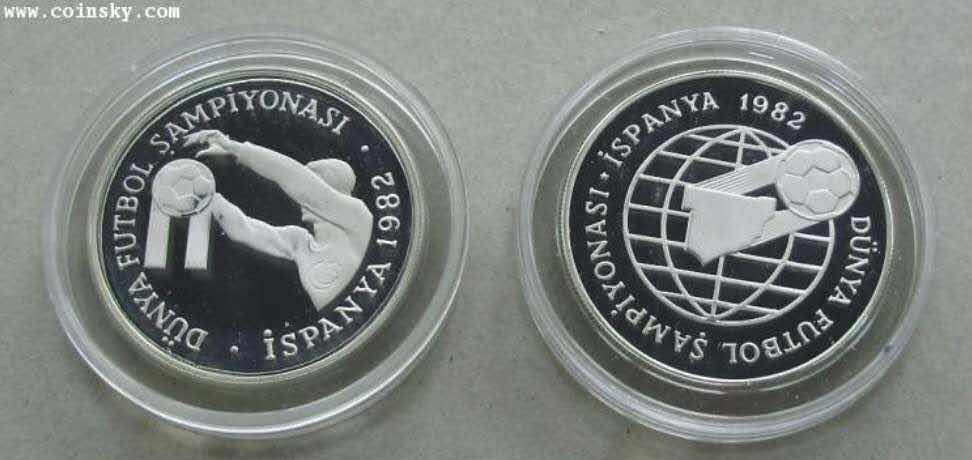 www.coinsky.com
DÜNYA FUTBOL ŞAMPİYONASI · İSPANYA 1982 ·
DÜNYA FUTBOL ŞAMPİYONASI · İSPANYA 1982